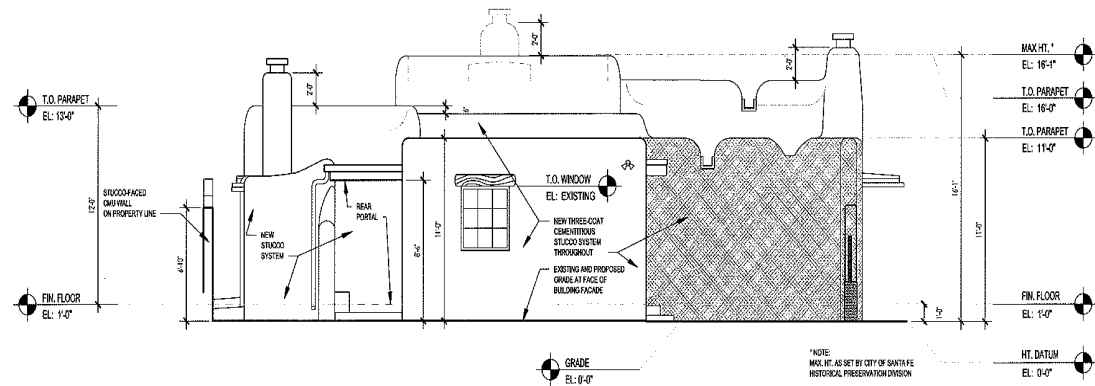 2'-0"
MAX HT. *
EL: 16'-1"
2'-0"
2'-0"
T.O. PARAPET
EL: 13'-0"
T.O. PARAPET
EL: 16'-0"
6"
T.O. PARAPET
EL: 11'-0"
STUCCO-FACED
CMU WALL
ON PROPERTY LINE
12'-0"
T.O. WINDOW
EL: EXISTING
16'-1"
REAR
PORTAL
NEW
STUCCO
SYSTEM
11'-0"
8'-6"
NEW THREE-COAT
CEMENTITIOUS
STUCCO SYSTEM
THROUGHOUT
11'-0"
6'-10"
EXISTING AND PROPOSED
GRADE AT FACE OF
BUILDING FACADE
FIN. FLOOR
EL: 1'-0"
FIN. FLOOR
EL: 1'-0"
1'-0"
GRADE
EL: 0'-0"
*NOTE:
MAX. HT. AS SET BY CITY OF SANTA FE
HISTORICAL PRESERVATION DIVISION
HT. DATUM
EL: 0'-0"